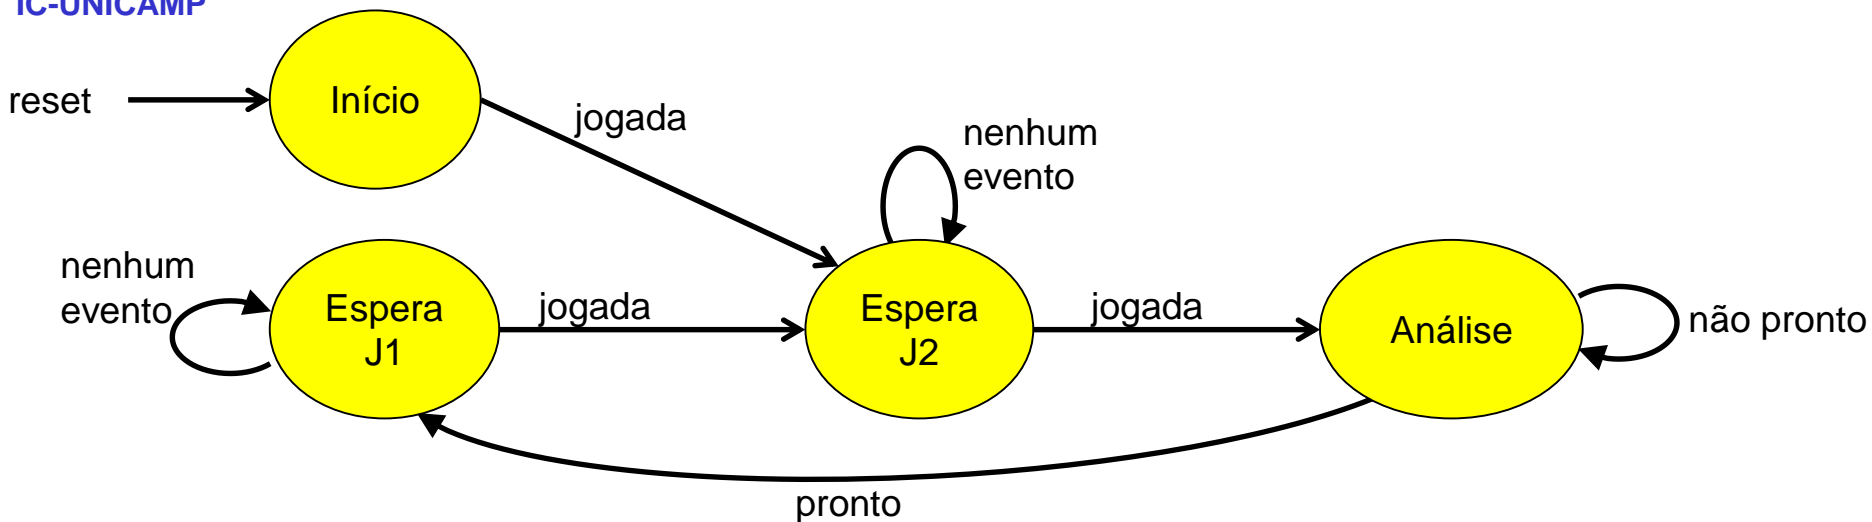 IC-UNICAMP
reset
Início
jogada
nenhum
evento
nenhum
evento
Espera
J1
jogada
Espera
J2
jogada
Análise
não pronto
pronto